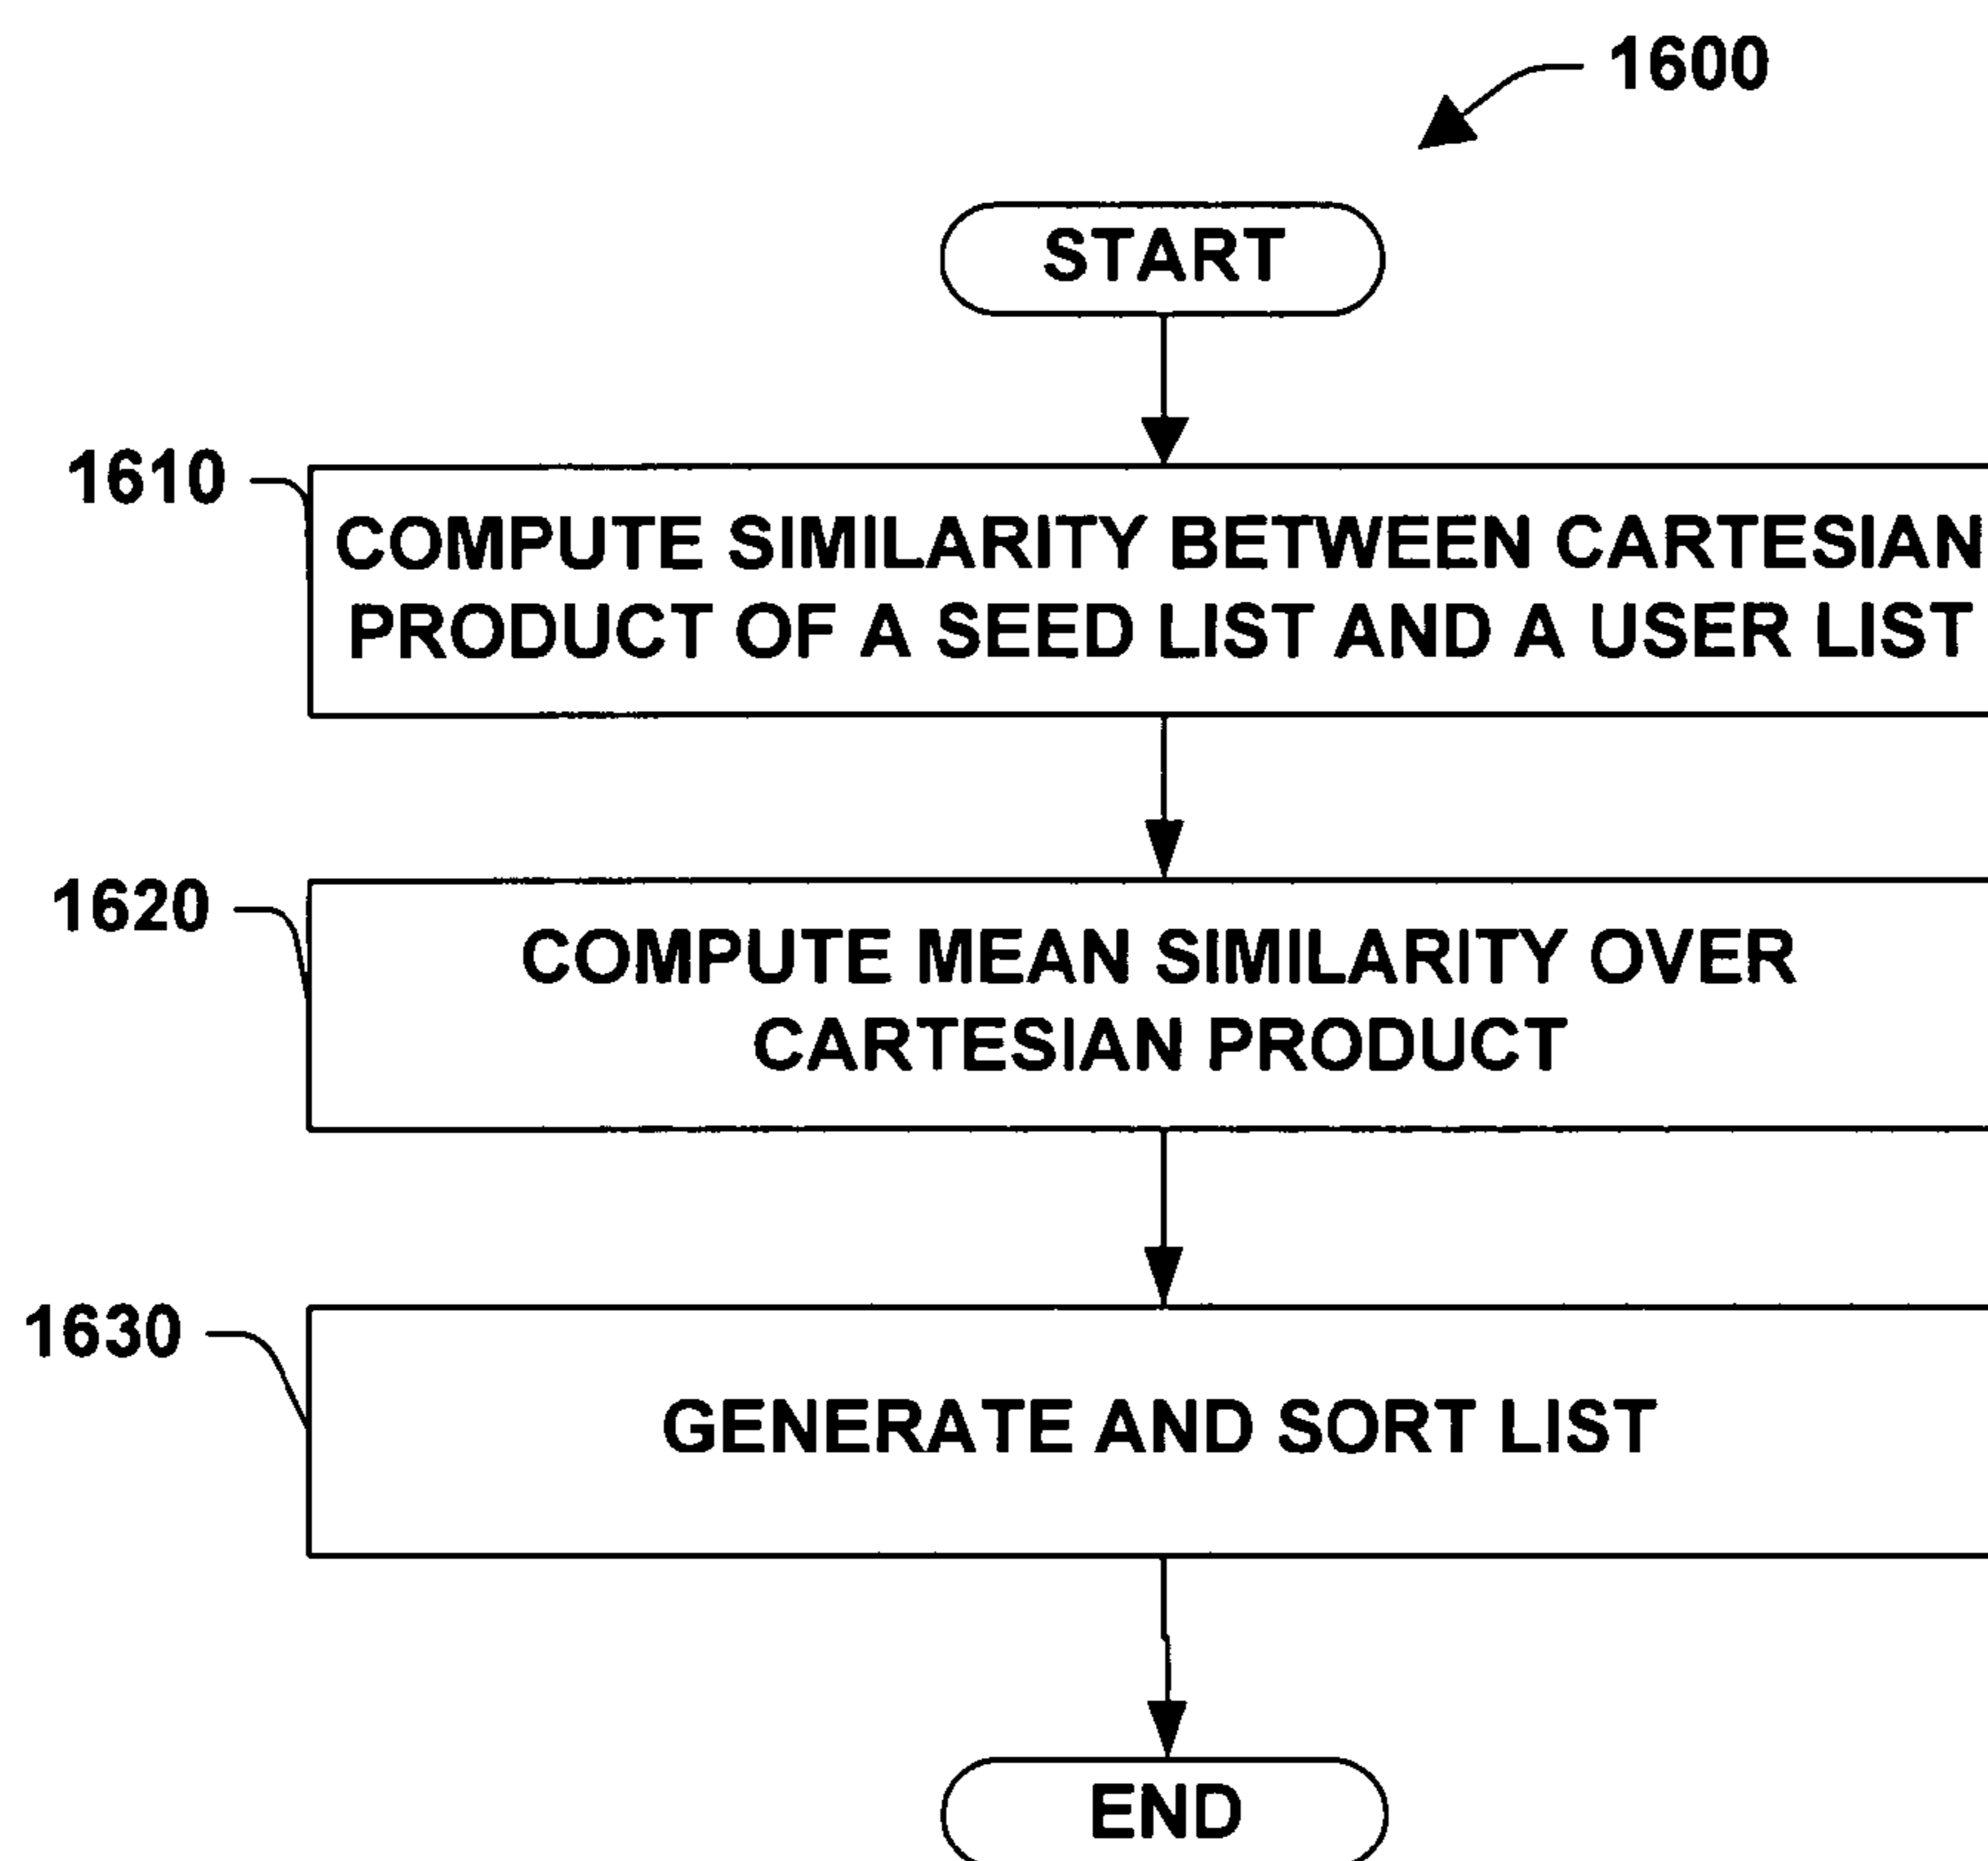 1600
START
1610
COMPUTE SIMILARITY BETWEEN CARTESIAN
PRODUCT OF A SEED LIST AND A USER LIST
1620
COMPUTE MEAN SIMILARITY OVER
CARTESIAN PRODUCT
1630
GENERATE AND SORT LIST
END